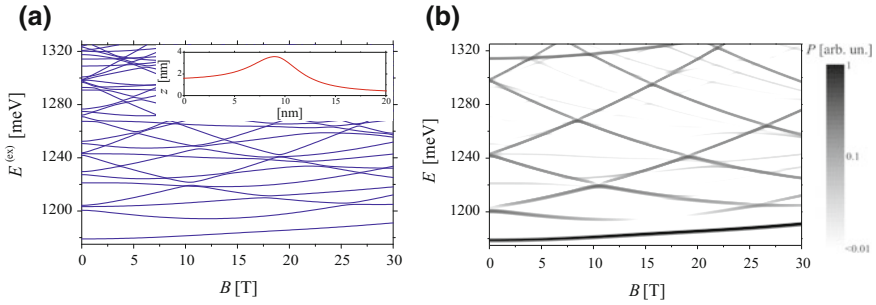 (a)
1320
1280
1240
1200
E^(ex) [meV]
4
2
0
z [nm]
0 5 10 15 20
[nm]
0 5 10 15 20 25 30
B [T]
(b)
1320
1280
1240
1200
E [meV]
0 5 10 15 20 25 30
B [T]
P [arb. un.]
1
0.1
<0.01